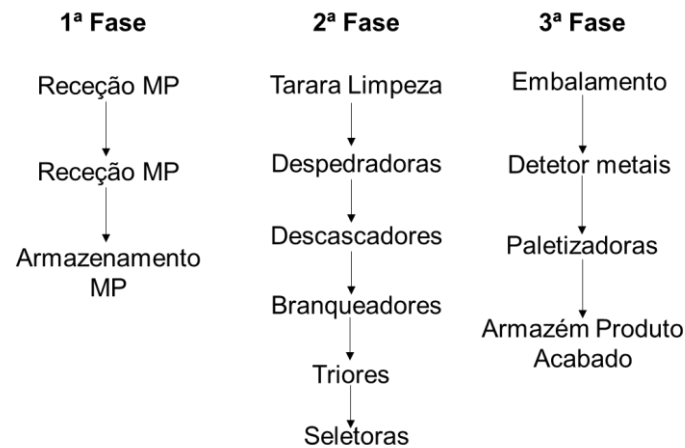 1ª Fase
Receção MP
Receção MP
Armazenamento
MP
2ª Fase
Tarara Limpeza
Despedradoras
Descascadores
Branqueadores
Triores
Seletoras
3ª Fase
Embalamento
Detetor metais
Paletizadoras
Armazém Produto
Acabado